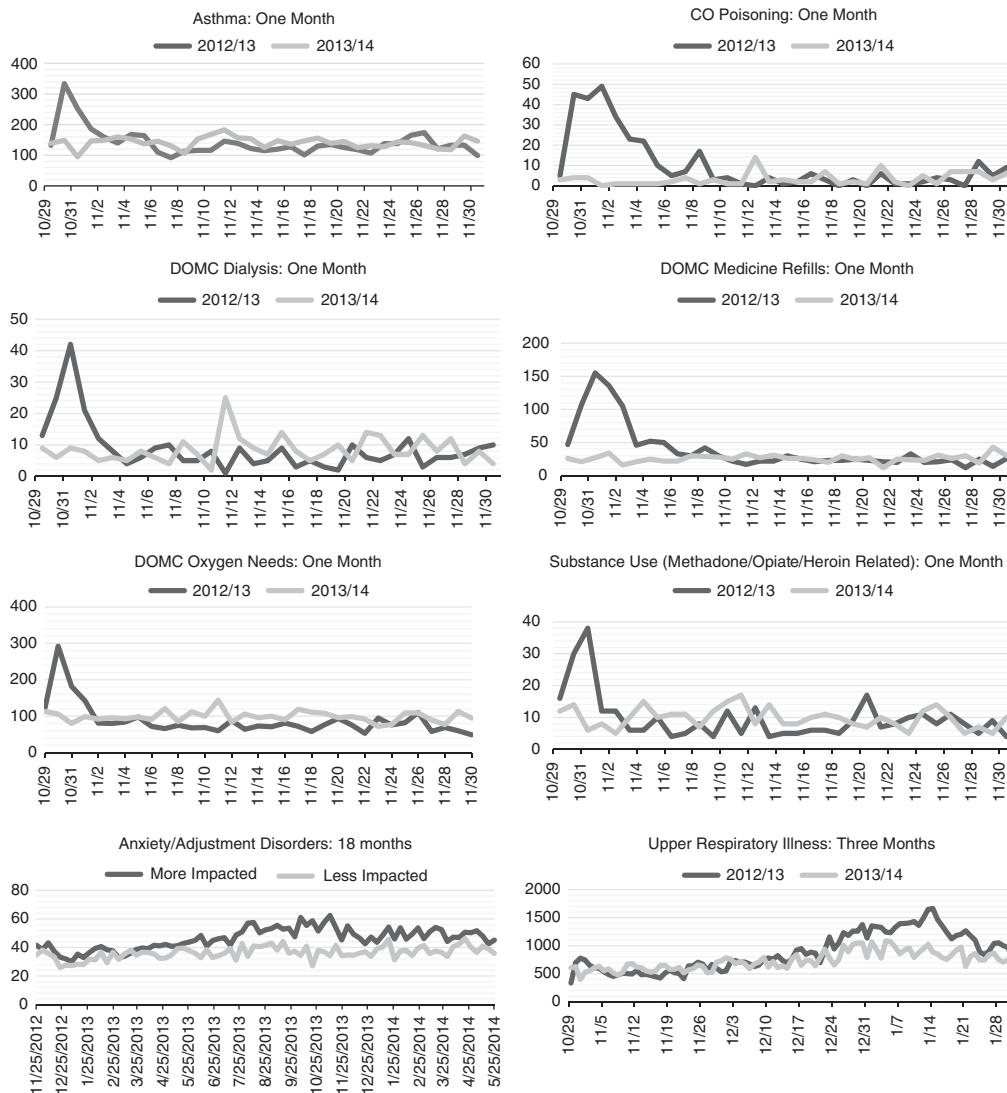 Asthma: One Month
2012/13 2013/14
400
300
200
100
0
10/29 10/31 11/2 11/4 11/6 11/8 11/10 11/12 11/14 11/16 11/18 11/20 11/22 11/24 11/26 11/28 11/30
CO Poisoning: One Month
2012/13 2013/14
60
50
40
30
20
10
0
10/29 10/31 11/2 11/4 11/6 11/8 11/10 11/12 11/14 11/16 11/18 11/20 11/22 11/24 11/26 11/28 11/30
DOMC Dialysis: One Month
2012/13 2013/14
50
40
30
20
10
0
10/29 10/31 11/2 11/4 11/6 11/8 11/10 11/12 11/14 11/16 11/18 11/20 11/22 11/24 11/26 11/28 11/30
DOMC Medicine Refills: One Month
2012/13 2013/14
200
150
100
50
0
10/29 10/31 11/2 11/4 11/6 11/8 11/10 11/12 11/14 11/16 11/18 11/20 11/22 11/24 11/26 11/28 11/30
DOMC Oxygen Needs: One Month
2012/13 2013/14
400
300
200
100
0
10/29 10/31 11/2 11/4 11/6 11/8 11/10 11/12 11/14 11/16 11/18 11/20 11/22 11/24 11/26 11/28 11/30
Substance Use (Methadone/Opiate/Heroin Related): One Month
2012/13 2013/14
40
30
20
10
0
10/29 10/31 11/2 11/4 11/6 11/8 11/10 11/12 11/14 11/16 11/18 11/20 11/22 11/24 11/26 11/28 11/30
Anxiety/Adjustment Disorders: 18 months
More Impacted Less Impacted
80
60
40
20
0
11/25/2012 12/25/2012 1/25/2013 2/25/2013 3/25/2013 4/25/2013 5/25/2013 6/25/2013 7/25/2013 8/25/2013 9/25/2013 10/25/2013 11/25/2013 12/25/2013 1/25/2014 2/25/2014 3/25/2014 4/25/2014 5/25/2014
Upper Respiratory Illness: Three Months
2012/13 2013/14
2000
1500
1000
500
0
10/29 11/5 11/12 11/19 11/26 12/3 12/10 12/17 12/24 12/31 1/7 1/14 1/21 1/28